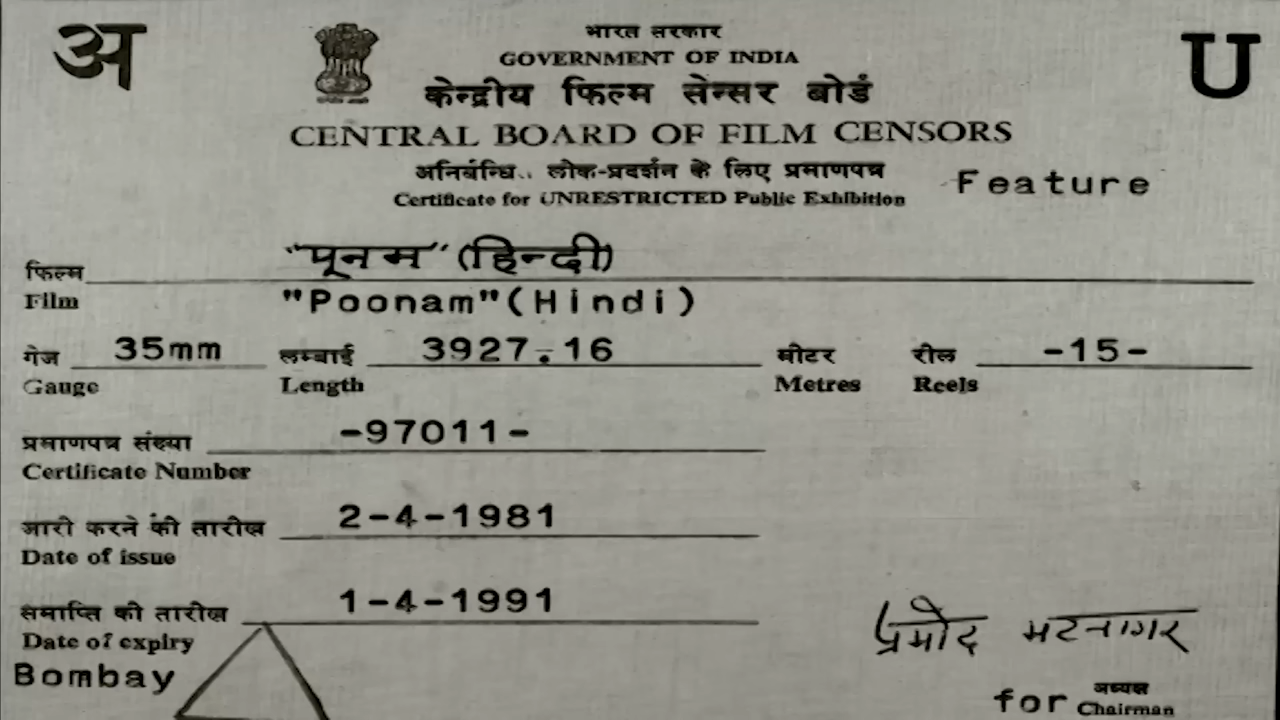 अ
भारत सरकार
U
GOVERNMENT OF INDIA
केन्द्रीय फिल्म सेन्सर बोर्ड
CENTRAL BOARD OF FILM CENSORS
अनिर्बन्धि.. लोक-प्रदर्शन के लिए प्रमाणपत्र
Feature
Certificate for UNRESTRICTED Public Exhibition
फिल्म "पूनम" (हिन्दी)
Film "Poonam"(Hindi)
गेज 35mm लम्बाई 3927.16 मीटर रील -15-
Gauge Length Metres Reels
प्रमाणपत्र संख्या -97011-
Certificate Number
जारी करने की तारीख 2-4-1981
Date of issue
समाप्ति की तारीख 1-4-1991
Date of expiry
प्रमोद भटनागर
Bombay
for अध्यक्ष
Chairman